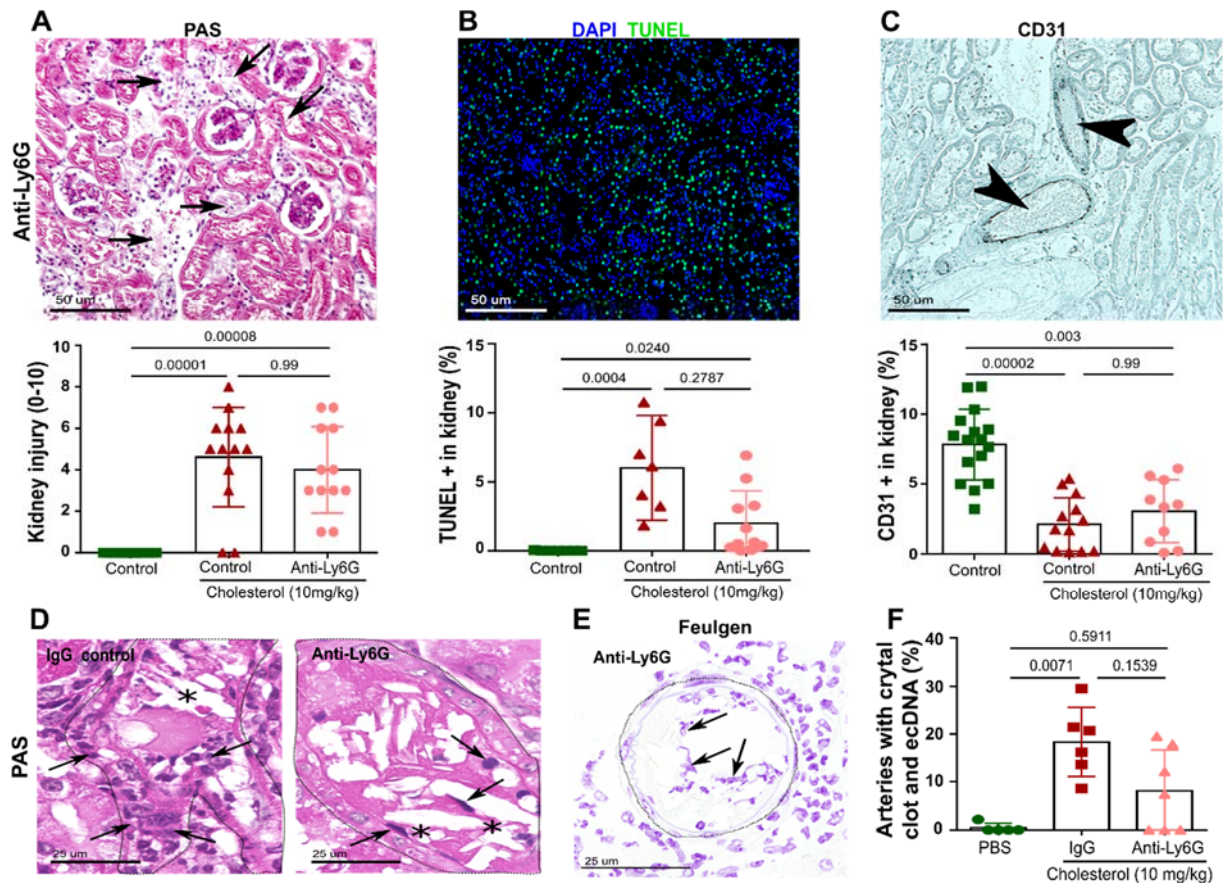 A
PAS
Anti-Ly6G
50 um
B
DAPI TUNEL
50 um
C
CD31
50 um
Kidney injury (0-10)
10
8
6
4
2
0
0.00008
0.00001
0.99
Control
Control
Anti-Ly6G
Cholesterol (10mg/kg)
TUNEL + in kidney (%)
15
10
5
0
0.0240
0.0004
0.2787
Control
Control
Anti-Ly6G
Cholesterol (10mg/kg)
CD31 + in kidney (%)
15
10
5
0
0.003
0.00002
0.99
Control
Control
Anti-Ly6G
Cholesterol (10mg/kg)
D
PAS
IgG control
*
25 um
Anti-Ly6G
*
*
25 um
E
Feulgen
Anti-Ly6G
25 um
F
Arteries with crytal
clot and ecDNA (%)
40
30
20
10
0
0.5911
0.0071
0.1539
PBS
IgG
Anti-Ly6G
Cholesterol (10 mg/kg)